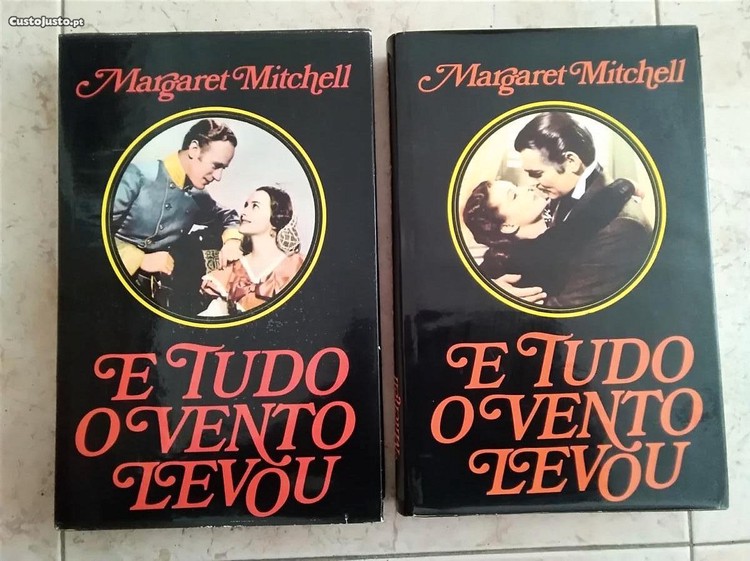 CustoJusto.pt
Margaret Mitchell
E TUDO
O VENTO
LEVOU
Margaret Mitchell
E TUDO
O VENTO
LEVOU